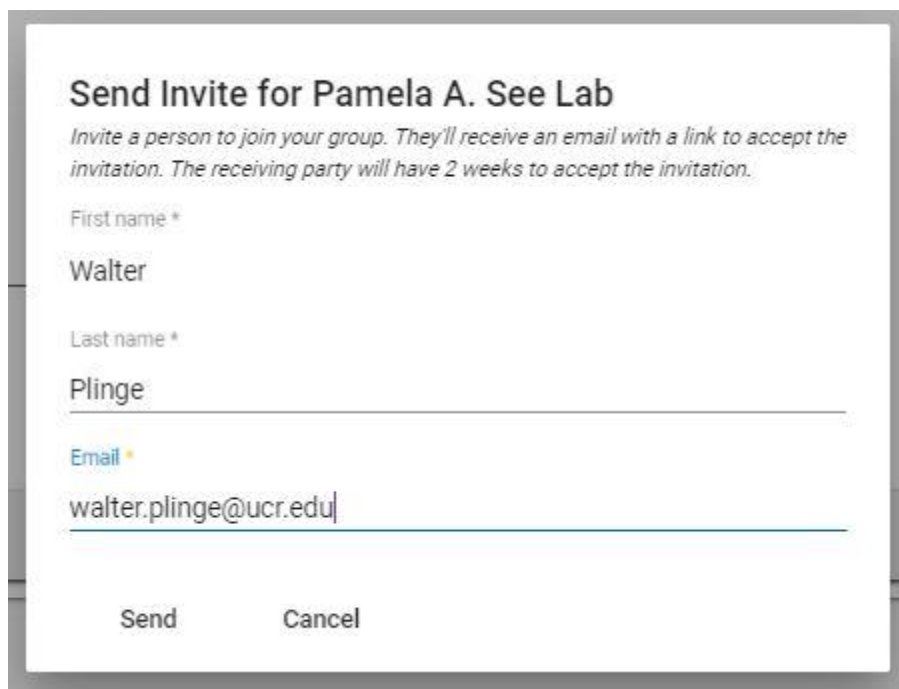 Send Invite for Pamela A. See Lab
Invite a person to join your group. They'll receive an email with a link to accept the
invitation. The receiving party will have 2 weeks to accept the invitation.
First name *
Walter
Last name *
Plinge
Email *
walter.plinge@ucr.edu
Send Cancel